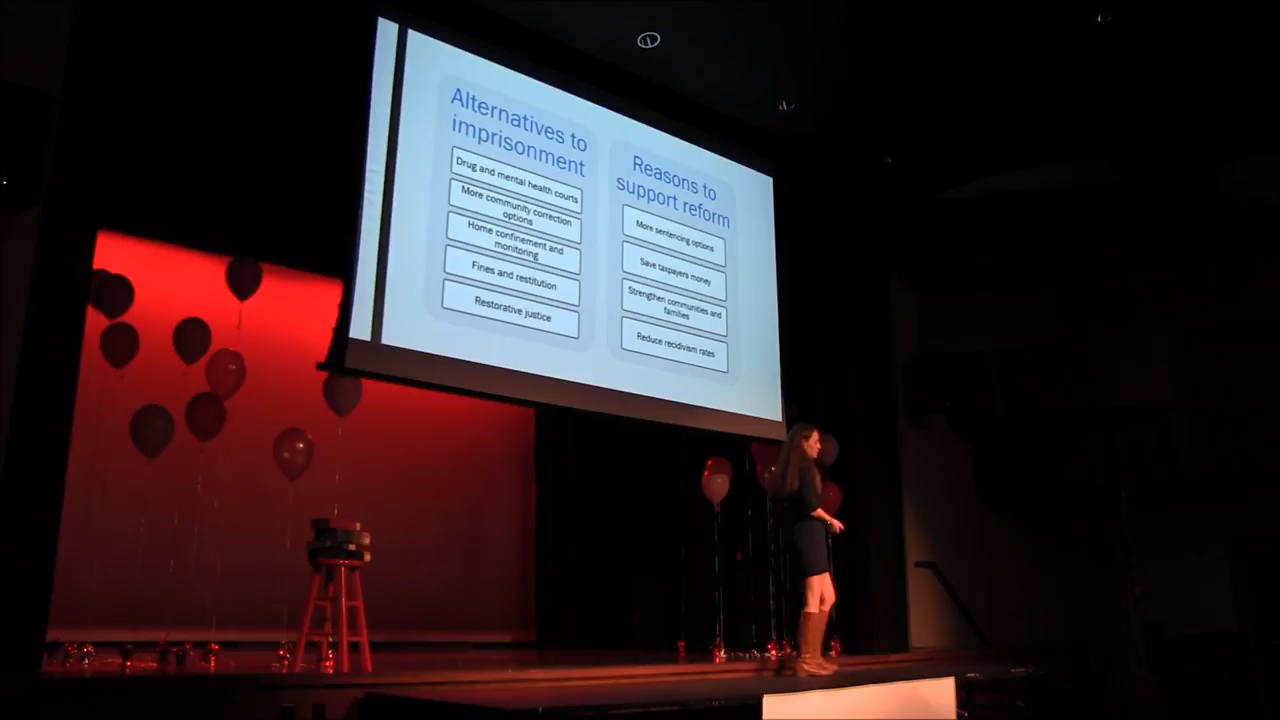 Alternatives to
imprisonment
Drug and mental health courts
More community correction
options
Home confinement and
monitoring
Fines and restitution
Restorative justice
Reasons to
support reform
More sentencing options
Save taxpayers money
Strengthen communities and
families
Reduce recidivism rates